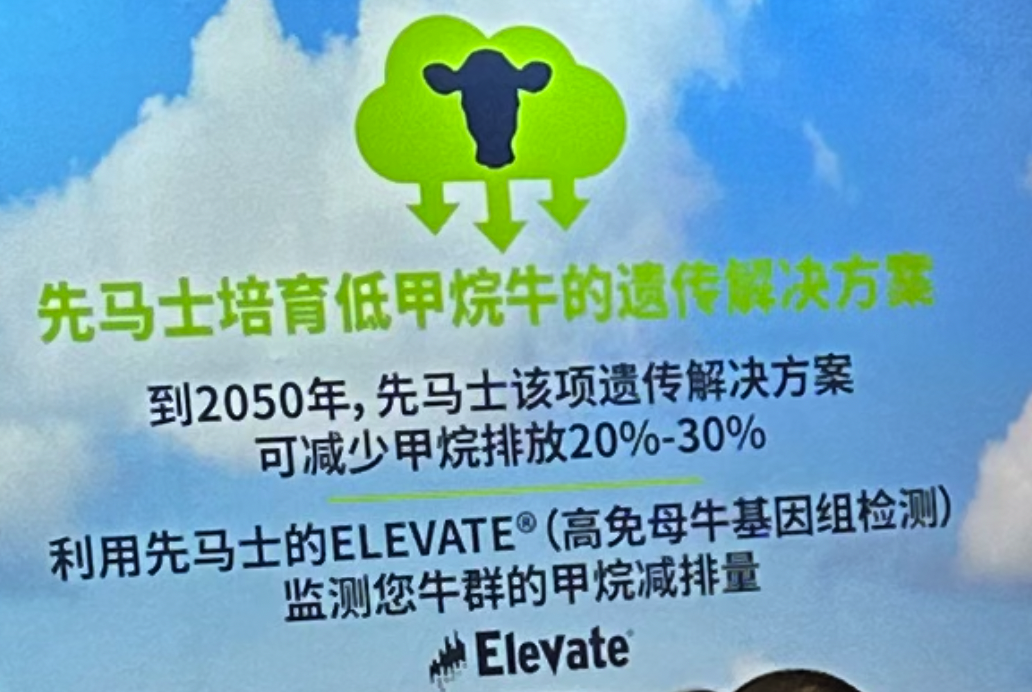 先马士培育低甲烷牛的遗传解决方案
到2050年，先马士该项遗传解决方案
可减少甲烷排放20%-30%
利用先马士的ELEVATE®（高免母牛基因组检测）
监测您牛群的甲烷减排量
Elevate